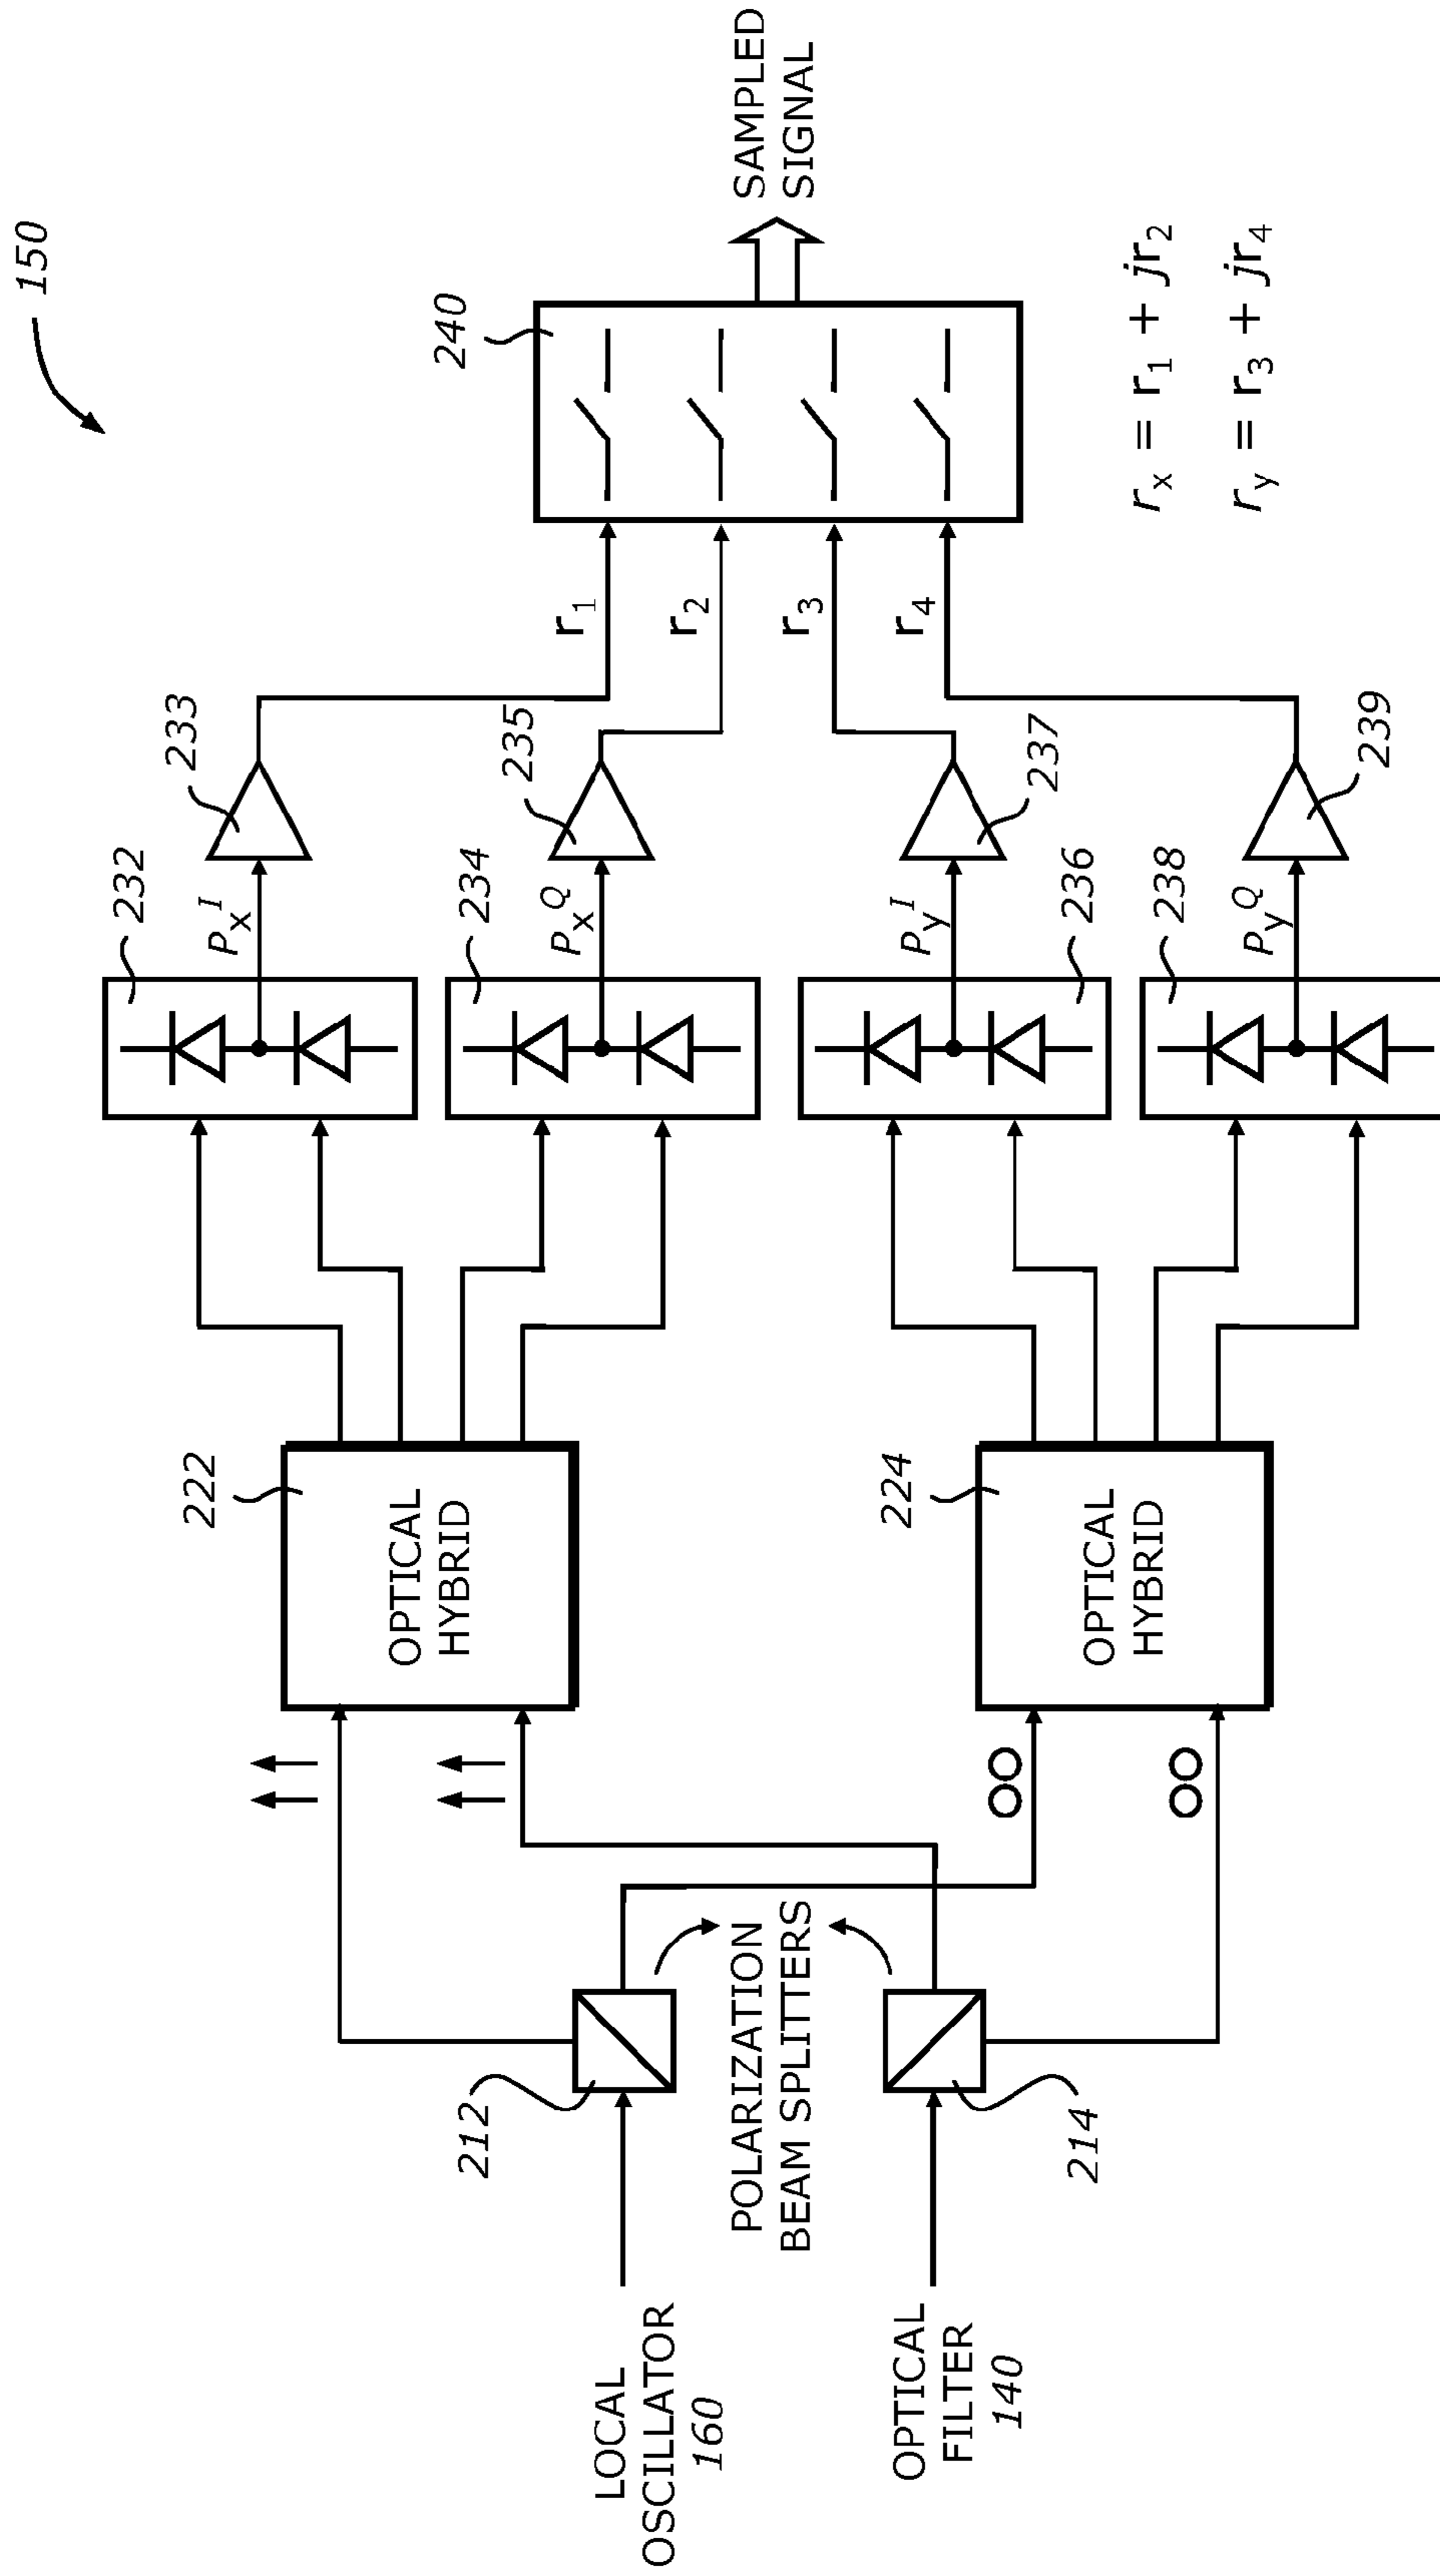 150
LOCAL
OSCILLATOR
160
OPTICAL
FILTER
140
212
214
POLARIZATION
BEAM SPLITTERS
222
OPTICAL
HYBRID
224
OPTICAL
HYBRID
232
234
236
238
Px^I
Px^Q
Py^I
Py^Q
233
235
237
239
r1
r2
r3
r4
240
SAMPLED
SIGNAL
rx = r1 + jr2
ry = r3 + jr4